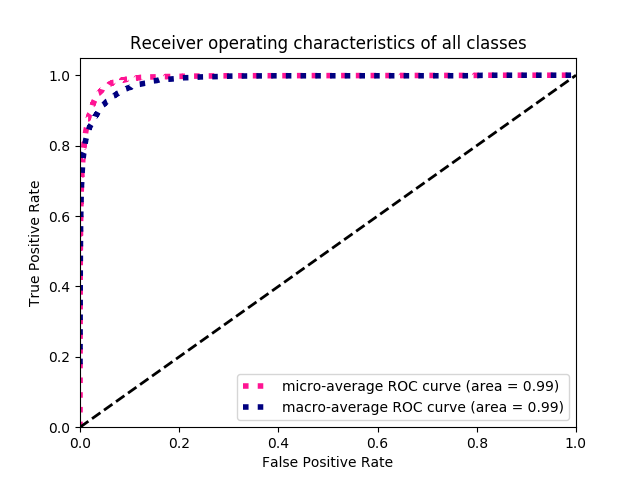 Receiver operating characteristics of all classes
1.0
0.8
0.6
0.4
0.2
0.0
True Positive Rate
micro-average ROC curve (area = 0.99)
macro-average ROC curve (area = 0.99)
0.0 0.2 0.4 0.6 0.8 1.0
False Positive Rate